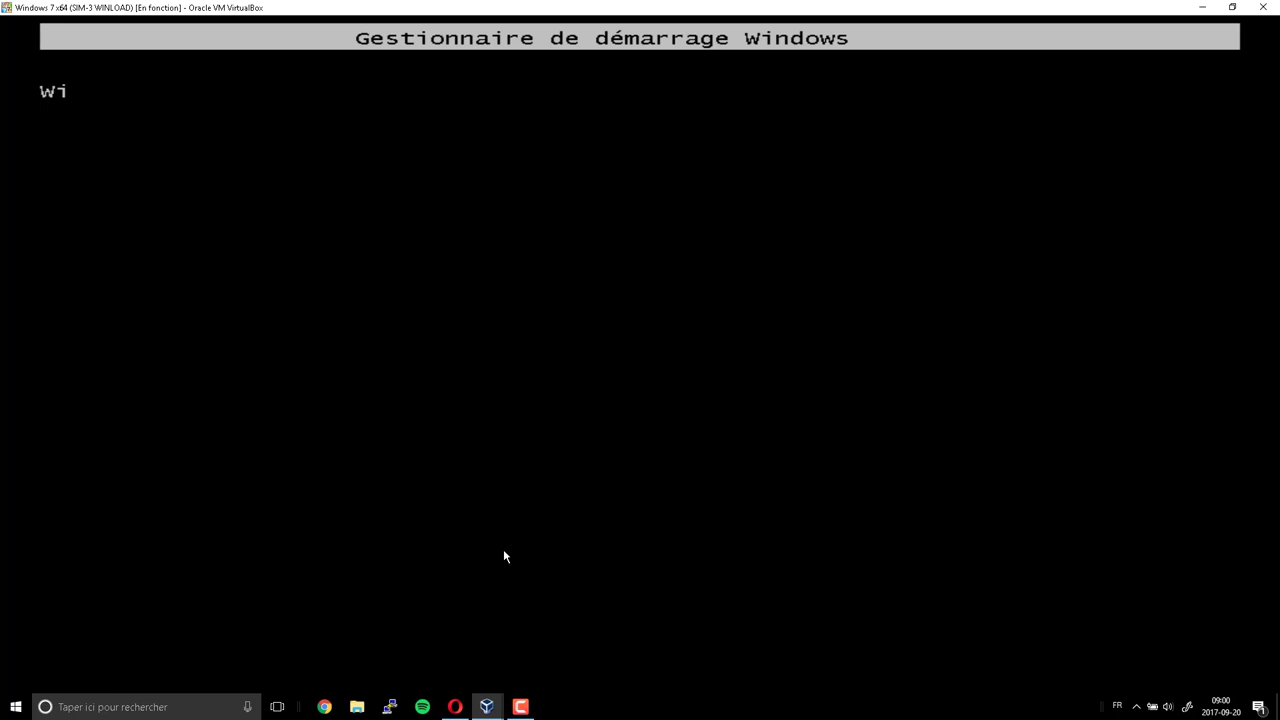 Windows 7 x64 (SIM-3 WINLOAD) [En fonction] - Oracle VM VirtualBox
Gestionnaire de démarrage Windows
Wi
Taper ici pour rechercher
FR
09:00
2017-09-20
1